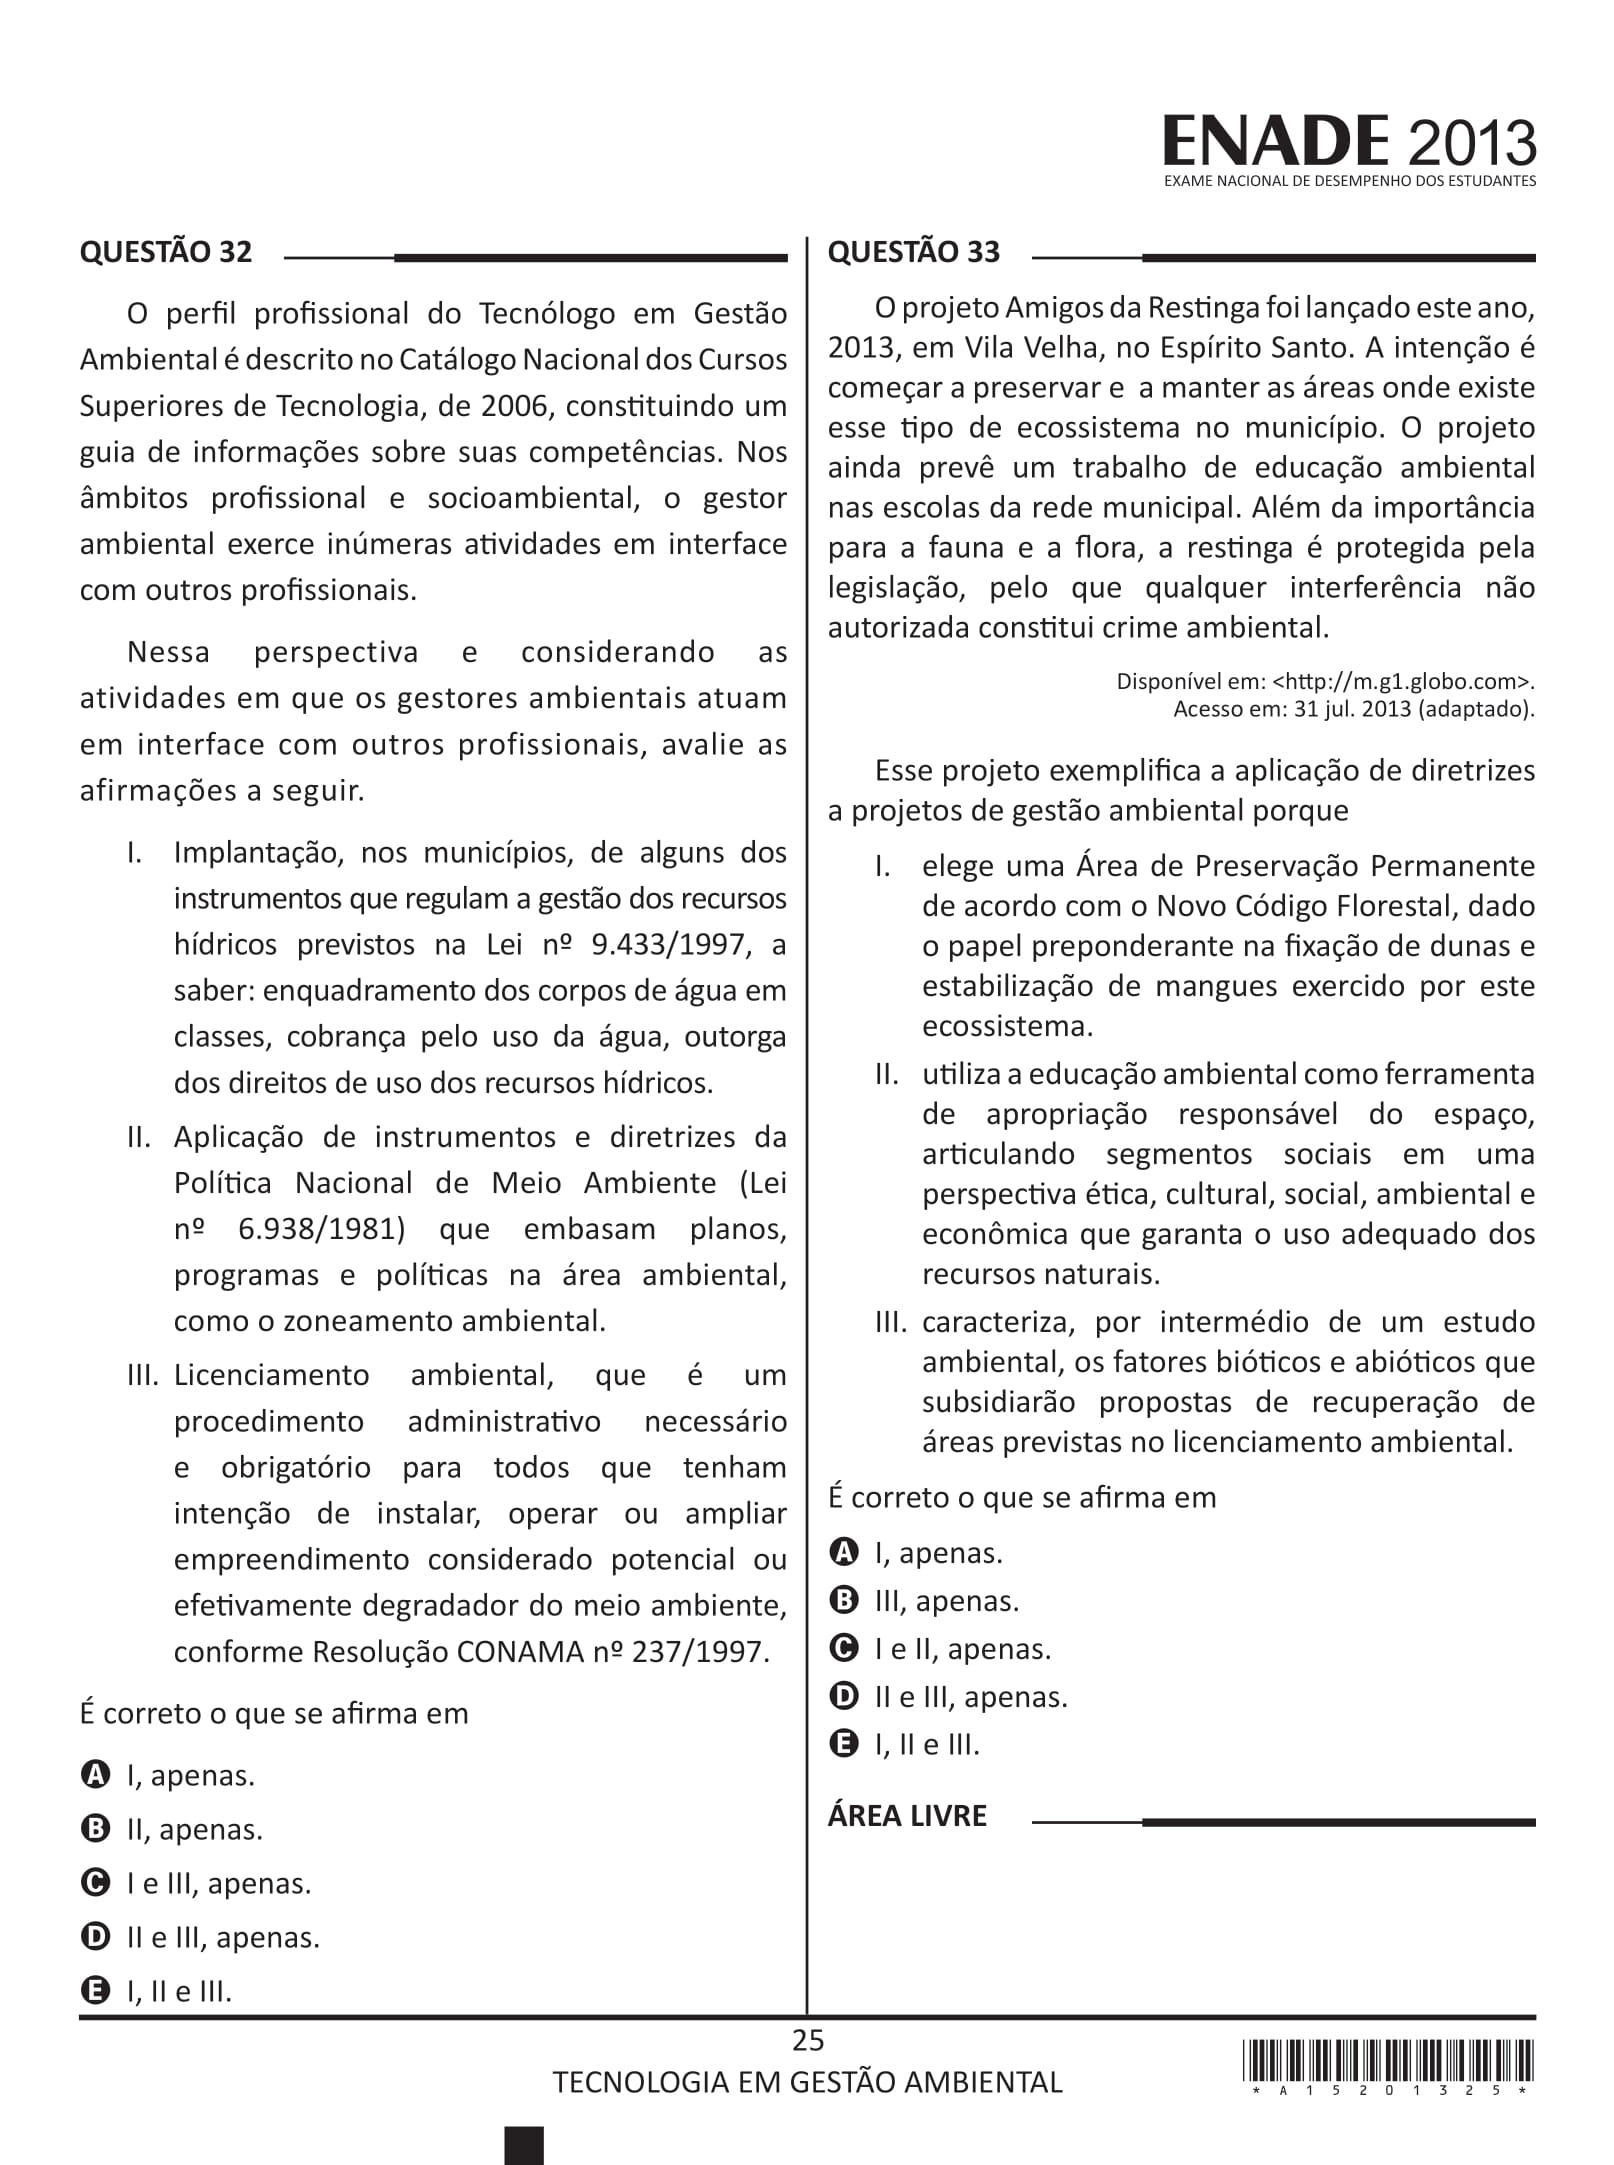 ENADE 2013
EXAME NACIONAL DE DESEMPENHO DOS ESTUDANTES
QUESTÃO 32
O perfil profissional do Tecnólogo em Gestão
Ambiental é descrito no Catálogo Nacional dos Cursos
Superiores de Tecnologia, de 2006, constituindo um
guia de informações sobre suas competências. Nos
âmbitos profissional e socioambiental, o gestor
ambiental exerce inúmeras atividades em interface
com outros profissionais.
Nessa perspectiva e considerando as
atividades em que os gestores ambientais atuam
em interface com outros profissionais, avalie as
afirmações a seguir.
I. Implantação, nos municípios, de alguns dos
instrumentos que regulam a gestão dos recursos
hídricos previstos na Lei nº 9.433/1997, a
saber: enquadramento dos corpos de água em
classes, cobrança pelo uso da água, outorga
dos direitos de uso dos recursos hídricos.
II. Aplicação de instrumentos e diretrizes da
Política Nacional de Meio Ambiente (Lei
nº 6.938/1981) que embasam planos,
programas e políticas na área ambiental,
como o zoneamento ambiental.
III. Licenciamento ambiental, que é um
procedimento administrativo necessário
e obrigatório para todos que tenham
intenção de instalar, operar ou ampliar
empreendimento considerado potencial ou
efetivamente degradador do meio ambiente,
conforme Resolução CONAMA nº 237/1997.
É correto o que se afirma em
A I, apenas.
B II, apenas.
C I e III, apenas.
D II e III, apenas.
E I, II e III.
QUESTÃO 33
O projeto Amigos da Restinga foi lançado este ano,
2013, em Vila Velha, no Espírito Santo. A intenção é
começar a preservar e a manter as áreas onde existe
esse tipo de ecossistema no município. O projeto
ainda prevê um trabalho de educação ambiental
nas escolas da rede municipal. Além da importância
para a fauna e a flora, a restinga é protegida pela
legislação, pelo que qualquer interferência não
autorizada constitui crime ambiental.
Disponível em: <http://m.g1.globo.com>.
Acesso em: 31 jul. 2013 (adaptado).
Esse projeto exemplifica a aplicação de diretrizes
a projetos de gestão ambiental porque
I. elege uma Área de Preservação Permanente
de acordo com o Novo Código Florestal, dado
o papel preponderante na fixação de dunas e
estabilização de mangues exercido por este
ecossistema.
II. utiliza a educação ambiental como ferramenta
de apropriação responsável do espaço,
articulando segmentos sociais em uma
perspectiva ética, cultural, social, ambiental e
econômica que garanta o uso adequado dos
recursos naturais.
III. caracteriza, por intermédio de um estudo
ambiental, os fatores bióticos e abióticos que
subsidiarão propostas de recuperação de
áreas previstas no licenciamento ambiental.
É correto o que se afirma em
A I, apenas.
B III, apenas.
C I e II, apenas.
D II e III, apenas.
E I, II e III.
ÁREA LIVRE
25
TECNOLOGIA EM GESTÃO AMBIENTAL
* A 1 5 2 0 1 3 2 5 *